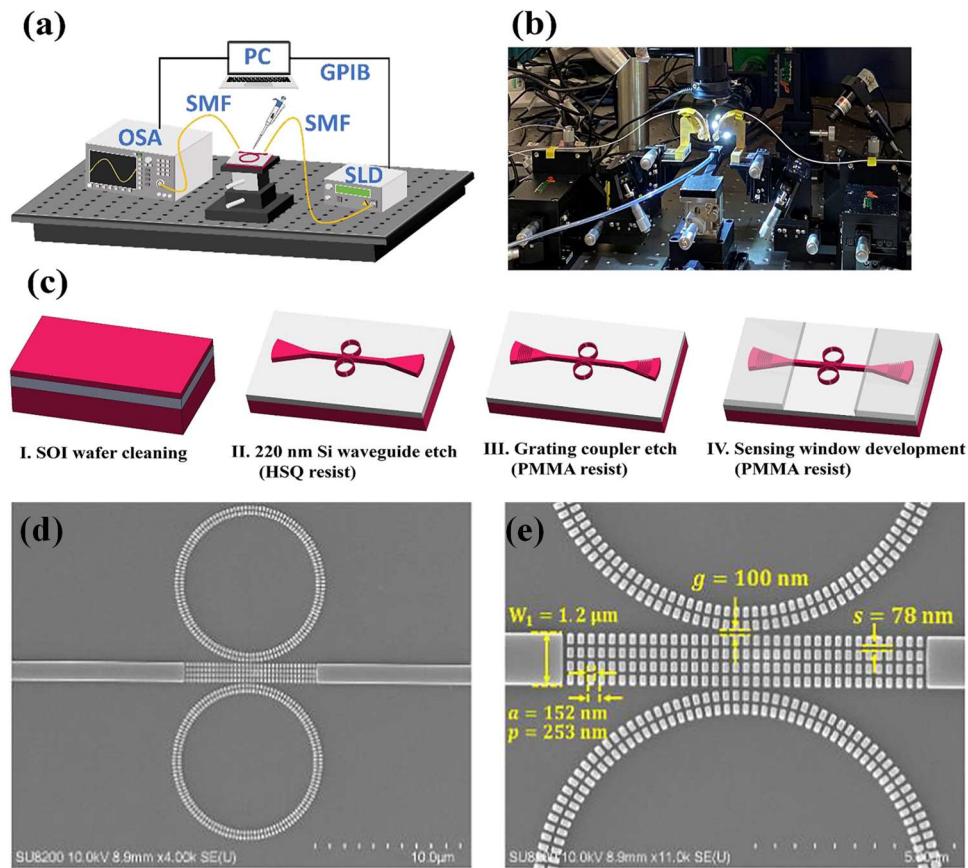 (a)
PC
GPIB
SMF
SMF
OSA
SLD
(b)
(c)
I. SOI wafer cleaning
II. 220 nm Si waveguide etch
(HSQ resist)
III. Grating coupler etch
(PMMA resist)
IV. Sensing window development
(PMMA resist)
(d)
SU8200 10.0kV 8.9mm x4.00k SE(U)
10.0µm
(e)
g = 100 nm
W₁ = 1.2 µm
s = 78 nm
a = 152 nm
p = 253 nm
10.0kV 8.9mm x11.0k SE(U)